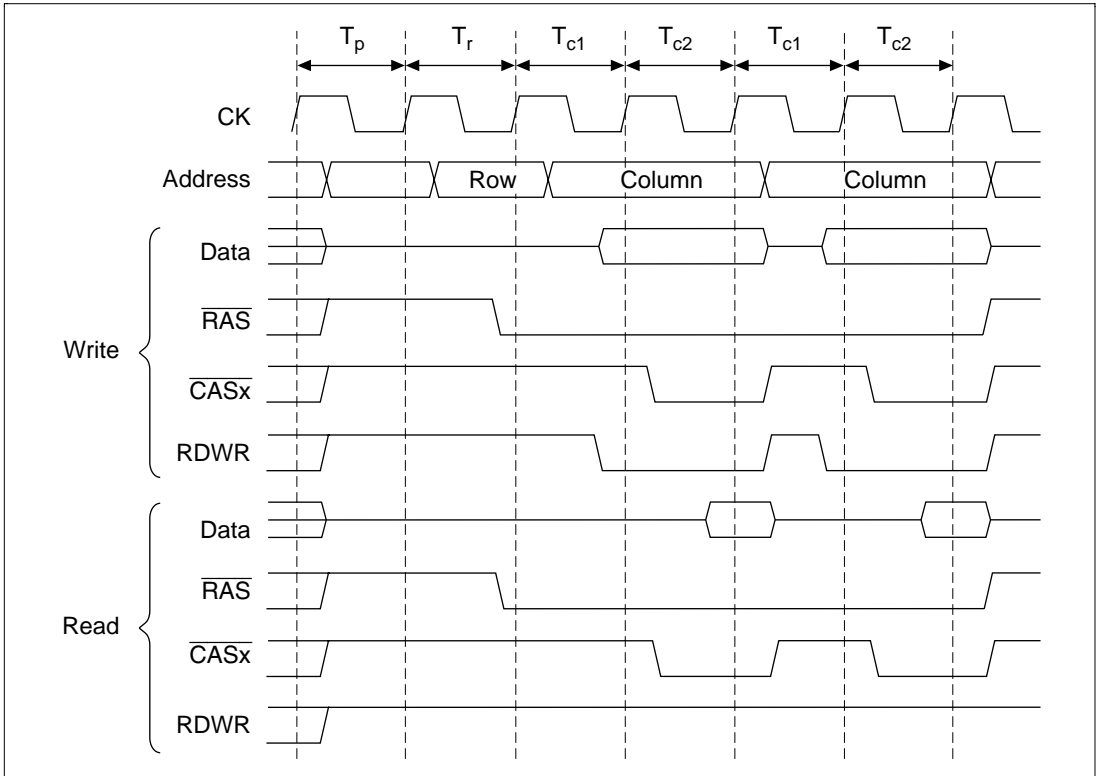 Tp Tr Tc1 Tc2 Tc1 Tc2
CK
Address Row Column Column
Write
Data
RAS
CASx
RDWR
Read
Data
RAS
CASx
RDWR